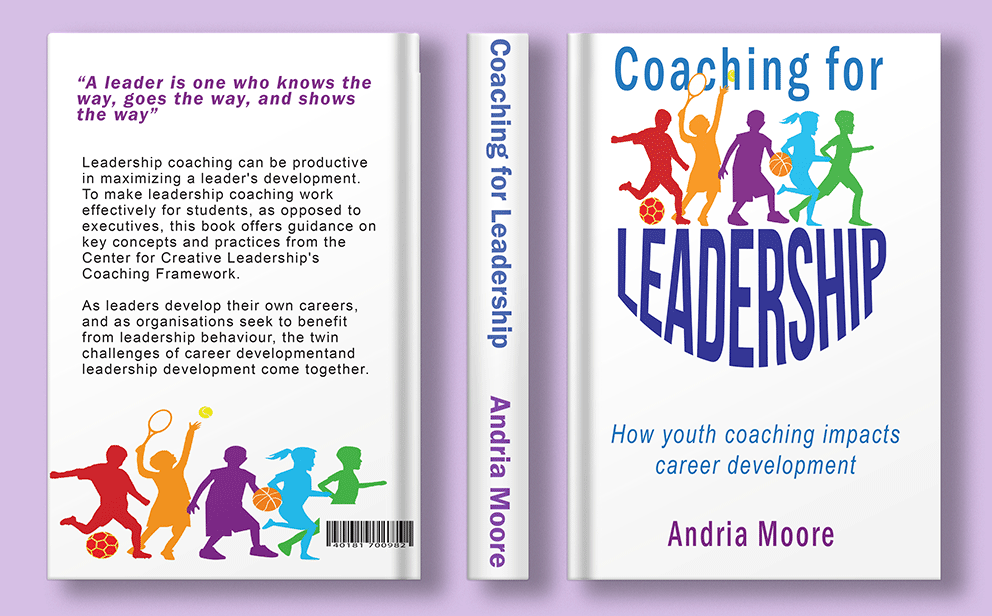 “A leader is one who knows the
way, goes the way, and shows
the way”
Leadership coaching can be productive
in maximizing a leader's development.
To make leadership coaching work
effectively for students, as opposed to
executives, this book offers guidance on
key concepts and practices from the
Center for Creative Leadership's
Coaching Framework.
As leaders develop their own careers,
and as organisations seek to benefit
from leadership behaviour, the twin
challenges of career developmentand
leadership development come together.
40181 700982
Coaching for Leadership
Andria Moore
Coaching for
LEADERSHIP
How youth coaching impacts
career development
Andria Moore